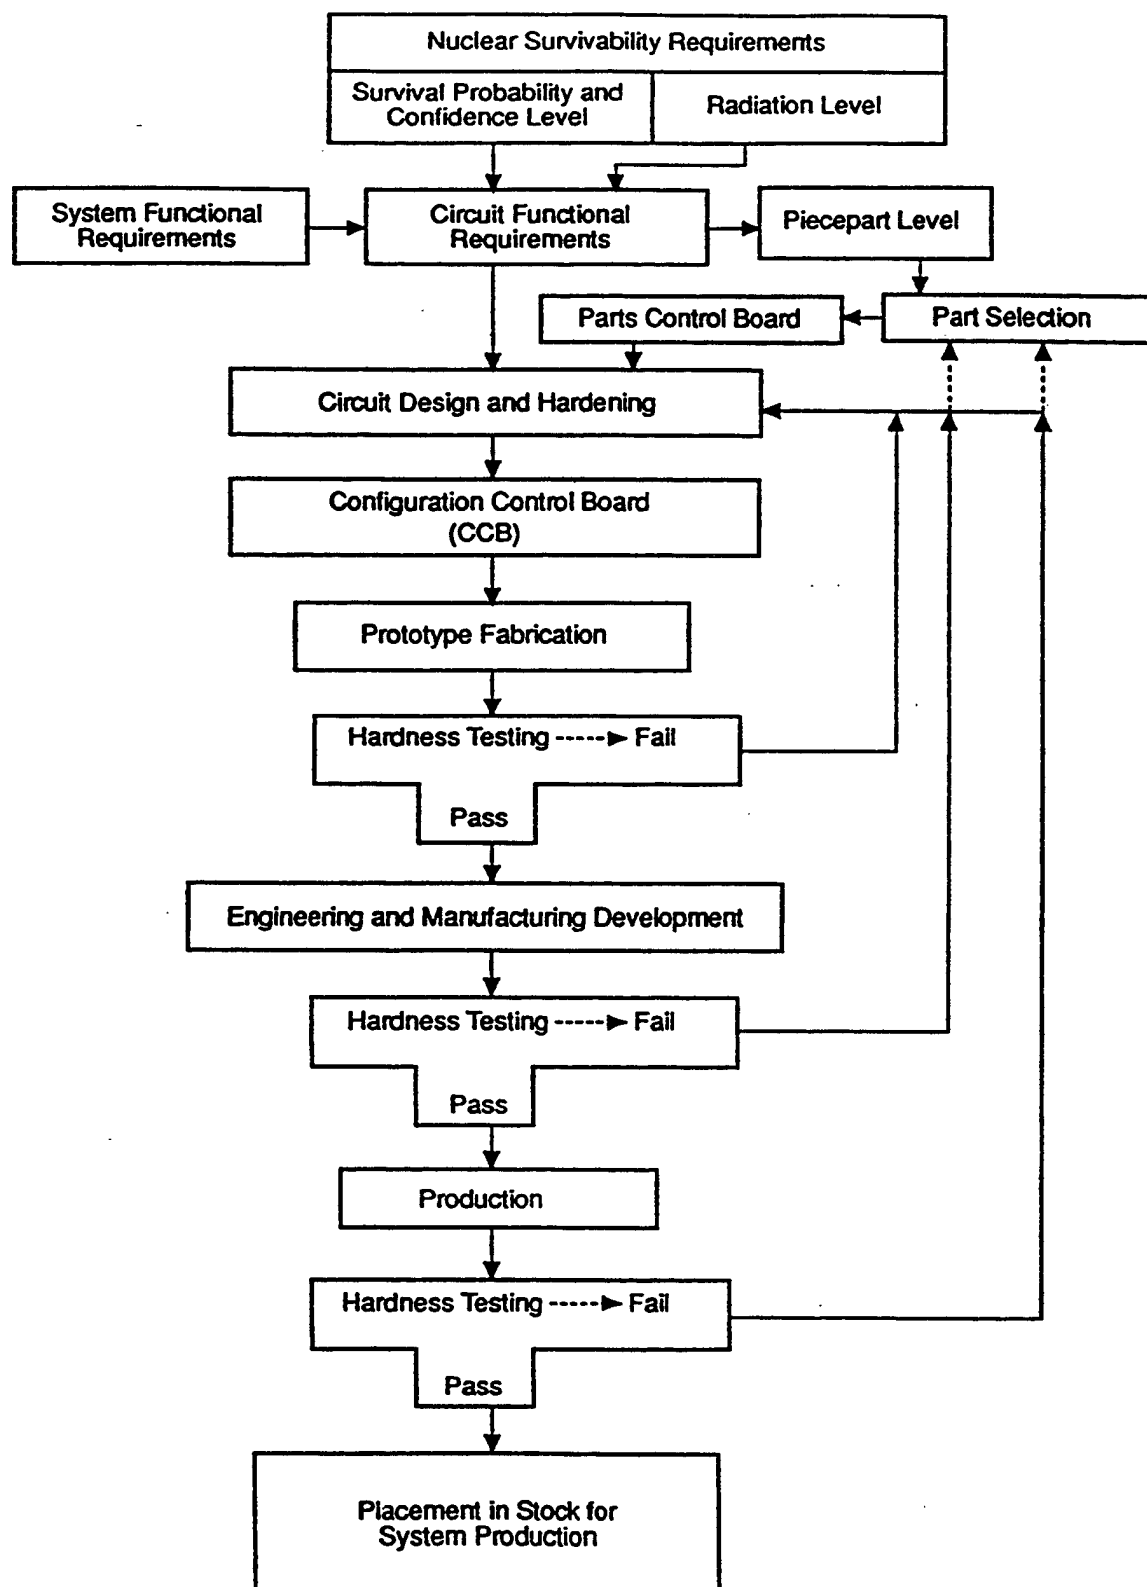 Nuclear Survivability Requirements
Survival Probability and
Confidence Level
Radiation Level
System Functional
Requirements
Circuit Functional
Requirements
Piecepart Level
Parts Control Board
Part Selection
Circuit Design and Hardening
Configuration Control Board
(CCB)
Prototype Fabrication
Hardness Testing Fail
Pass
Engineering and Manufacturing Development
Hardness Testing Fail
Pass
Production
Hardness Testing Fail
Pass
Placement in Stock for
System Production